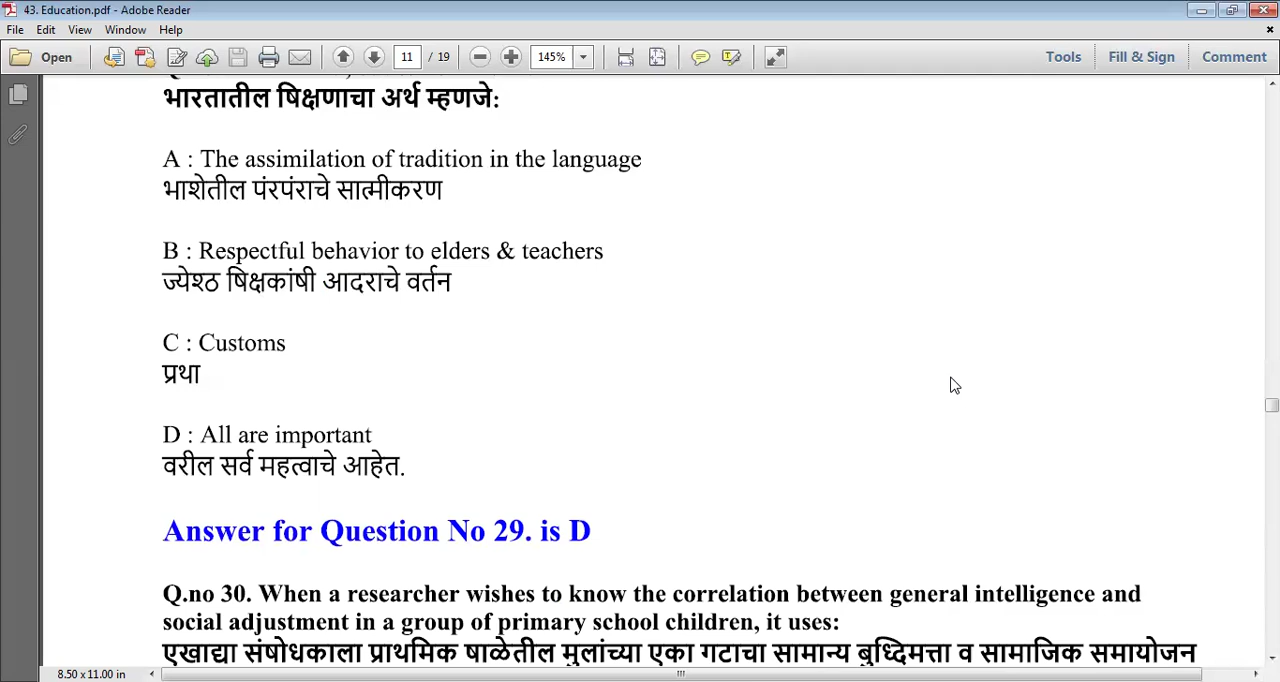 43. Education.pdf - Adobe Reader
File Edit View Window Help
Open 11 / 19 145% Tools Fill & Sign Comment
भारतातील षिक्षणाचा अर्थ म्हणजे:
A : The assimilation of tradition in the language
भाशेतील पंरपंराचे सात्मीकरण
B : Respectful behavior to elders & teachers
ज्येश्ठ षिक्षकांषी आदराचे वर्तन
C : Customs
प्रथा
D : All are important
वरील सर्व महत्वाचे आहेत.
Answer for Question No 29. is D
Q.no 30. When a researcher wishes to know the correlation between general intelligence and
social adjustment in a group of primary school children, it uses:
एखाद्या संषोधकाला प्राथमिक षाळेतील मुलांच्या एका गटाचा सामान्य बुध्दिमत्ता व सामाजिक समायोजन
8.50 x 11.00 in